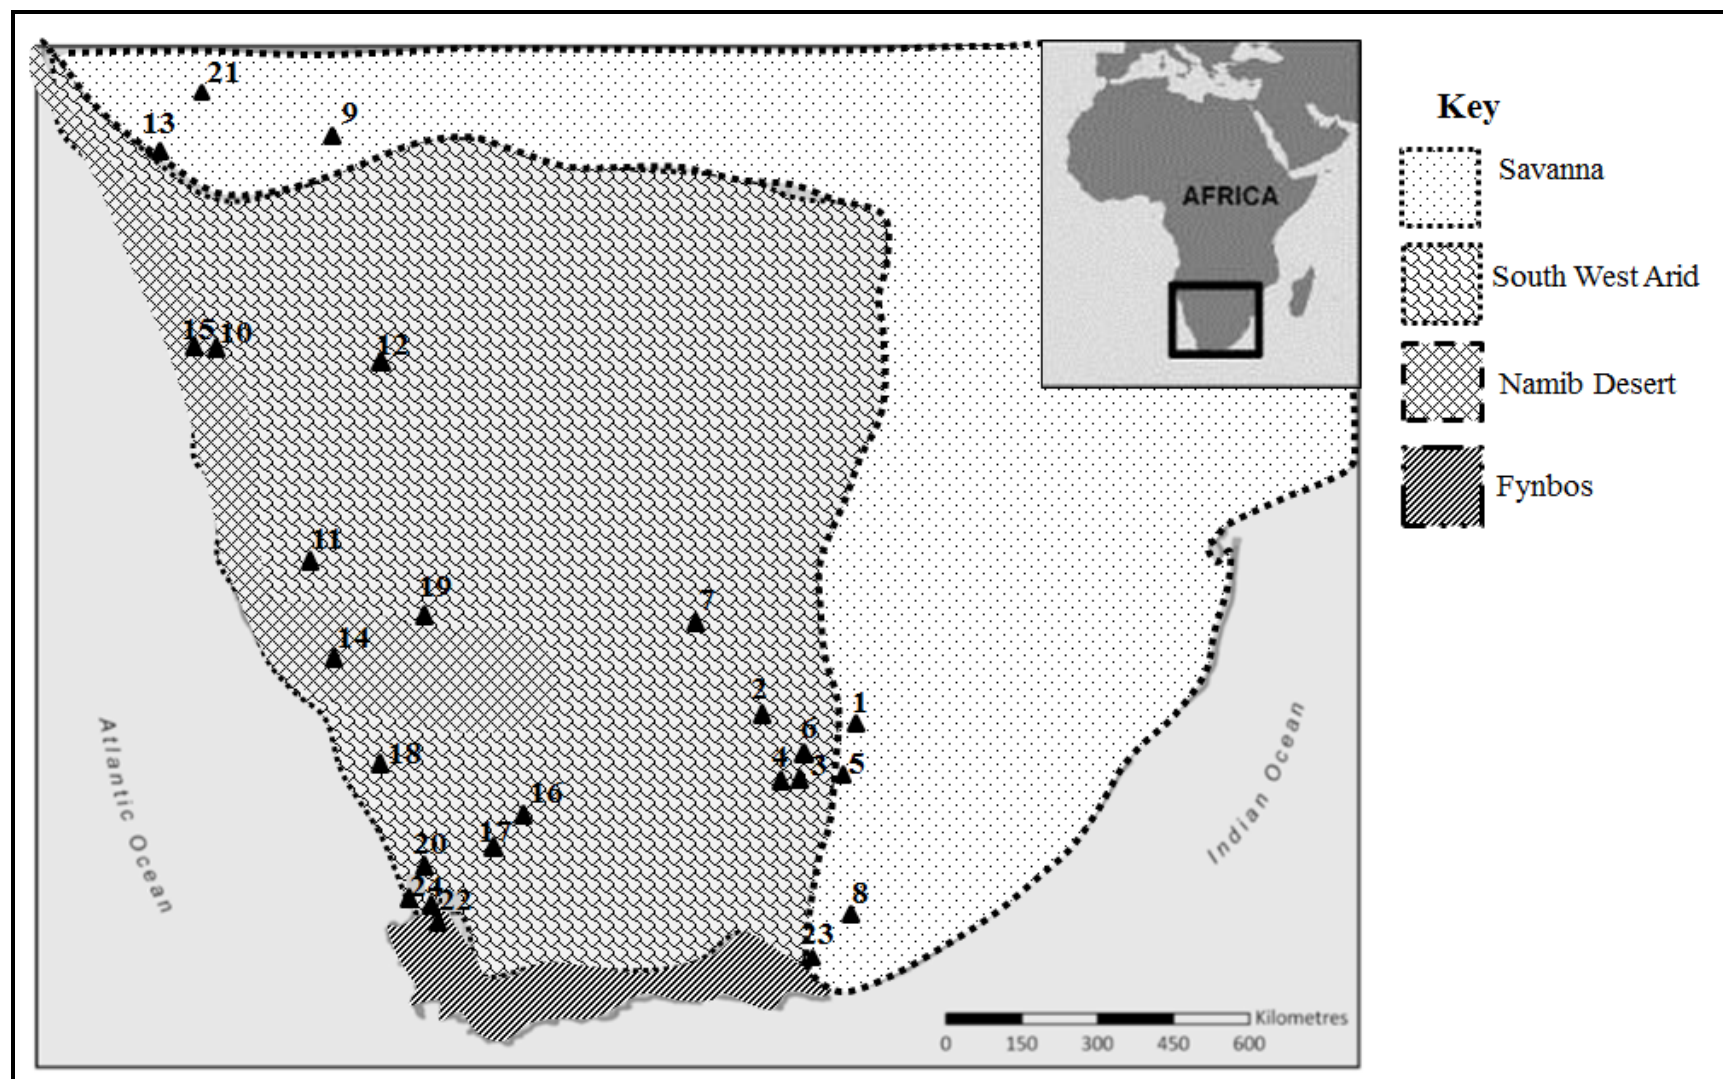 21
9
13
AFRICA
15 10
12
11
19
14
7
2
1
6
4
3
5
18
16
17
20
24
22
8
23
Atlantic Ocean
Indian Ocean
Kilometres
0 150 300 450 600
Key
Savanna
South West Arid
Namib Desert
Fynbos